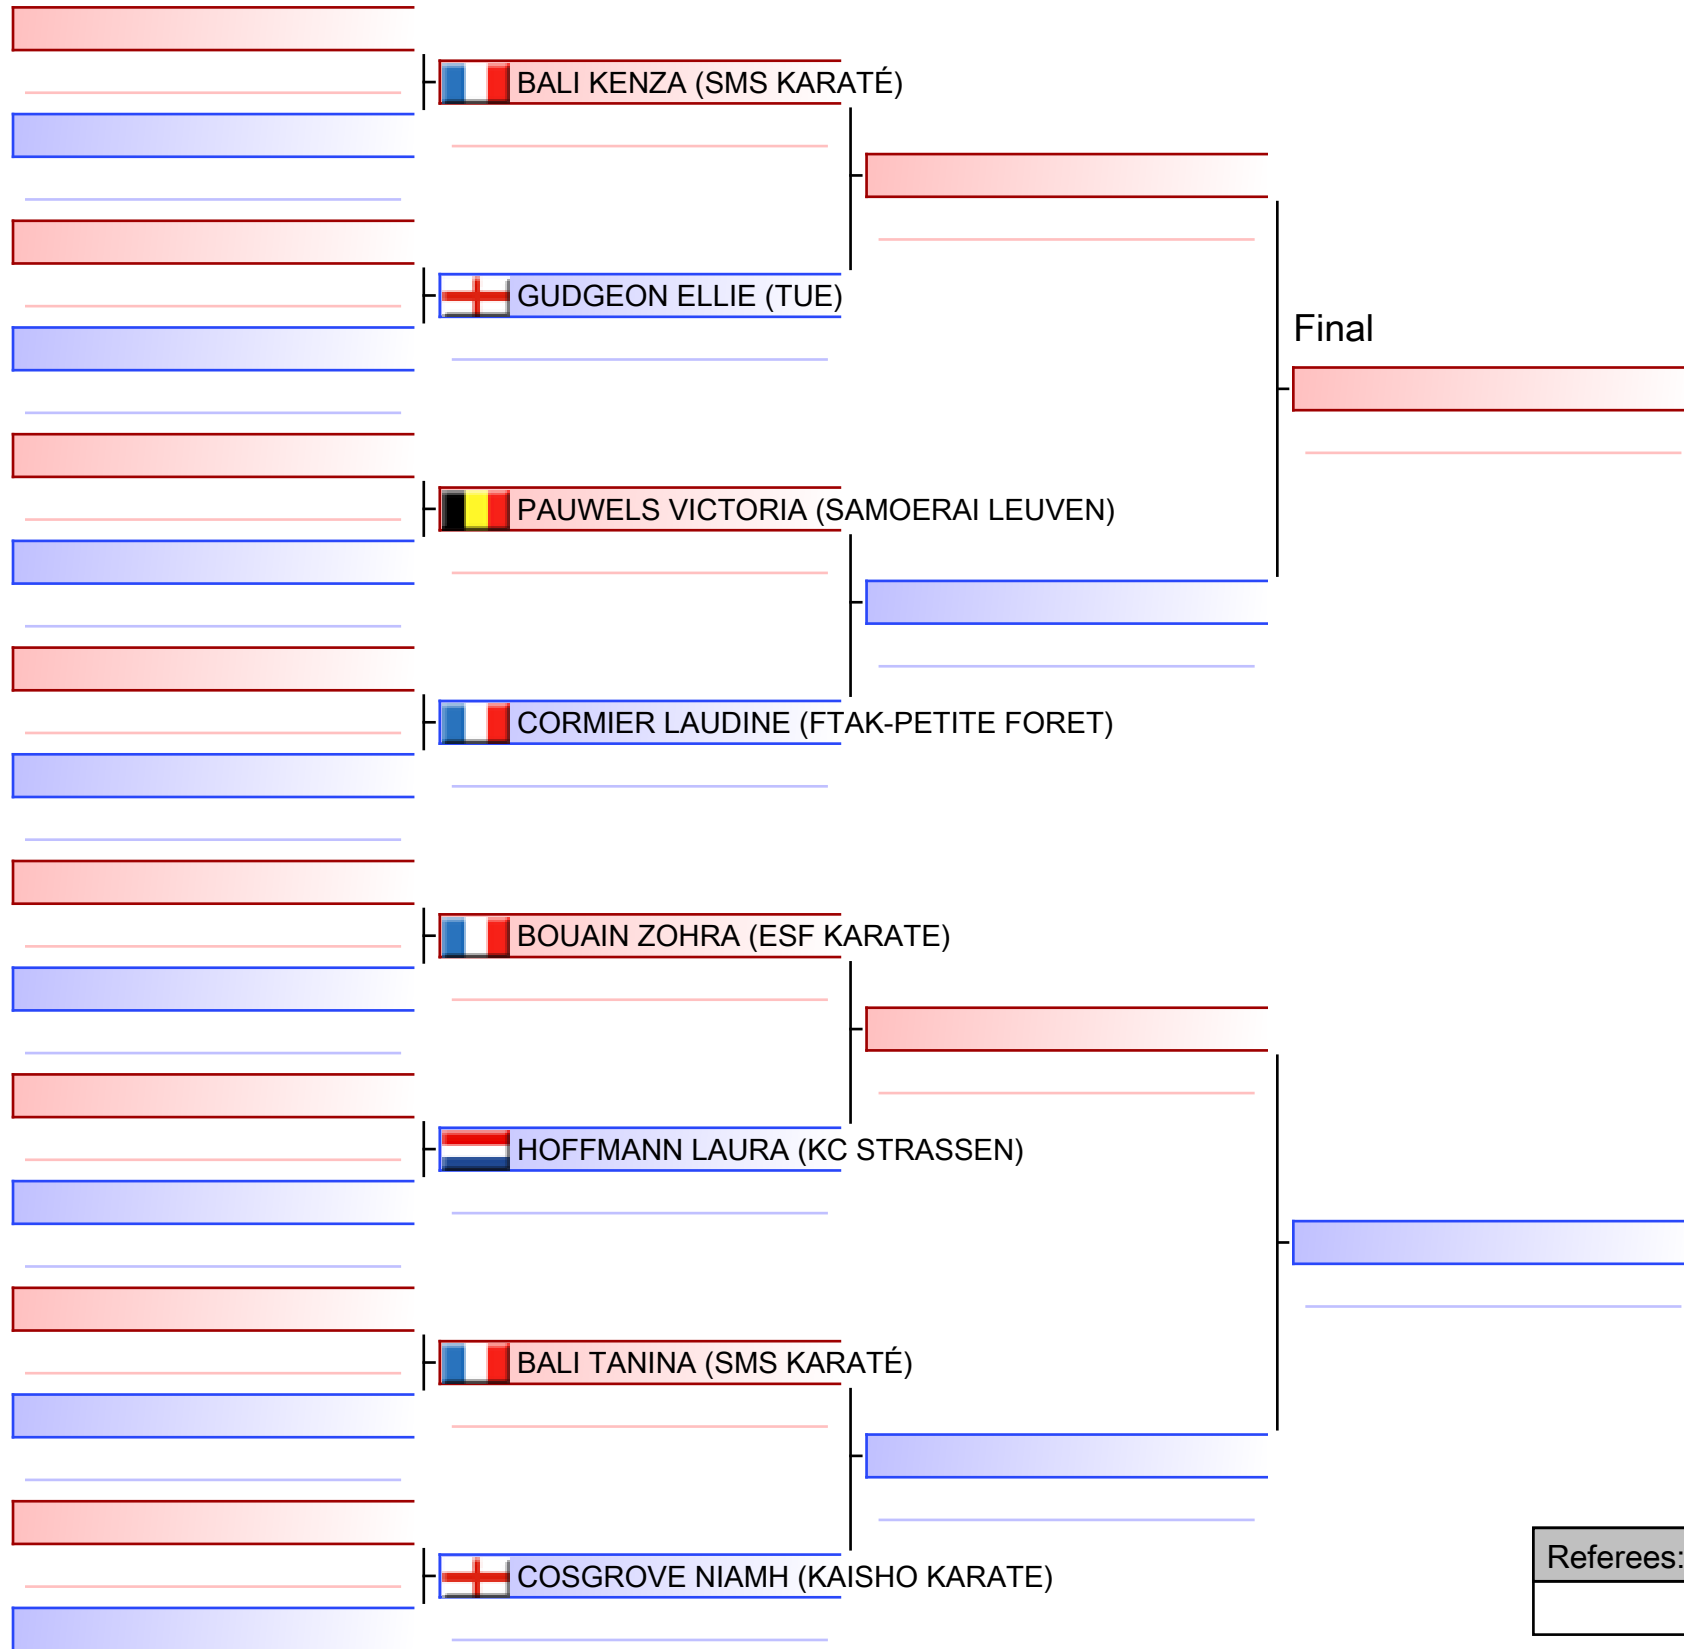 BALI KENZA (SMS KARATÉ)
GUDGEON ELLIE (TUE)
Final
PAUWELS VICTORIA (SAMOERAI LEUVEN)
CORMIER LAUDINE (FTAK-PETITE FORET)
BOUAIN ZOHRA (ESF KARATE)
HOFFMANN LAURA (KC STRASSEN)
BALI TANINA (SMS KARATÉ)
COSGROVE NIAMH (KAISHO KARATE)
Referees: